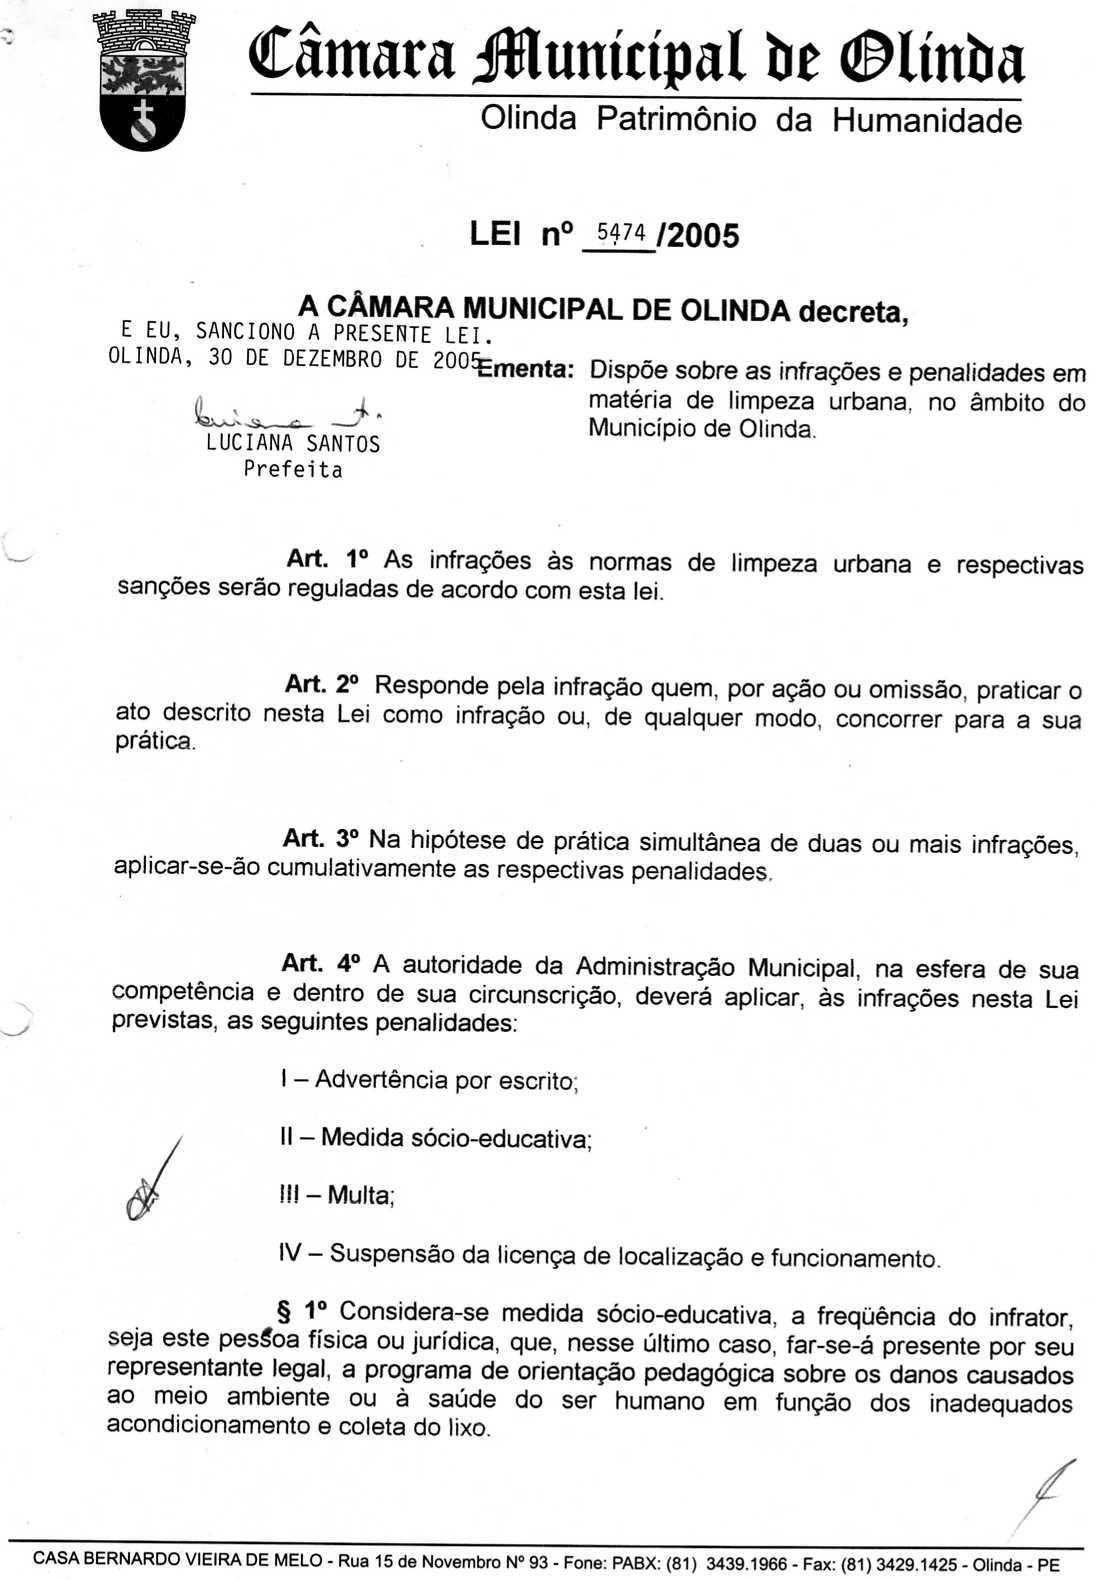 Câmara Municipal de Olinda
Olinda Patrimônio da Humanidade
LEI nº 5474/2005
A CÂMARA MUNICIPAL DE OLINDA decreta,
E EU, SANCIONO A PRESENTE LEI.
OLINDA, 30 DE DEZEMBRO DE 2005
LUCIANA SANTOS
Prefeita
Ementa: Dispõe sobre as infrações e penalidades em
matéria de limpeza urbana, no âmbito do
Município de Olinda.
Art. 1º As infrações às normas de limpeza urbana e respectivas
sanções serão reguladas de acordo com esta lei.
Art. 2º Responde pela infração quem, por ação ou omissão, praticar o
ato descrito nesta Lei como infração ou, de qualquer modo, concorrer para a sua
prática.
Art. 3º Na hipótese de prática simultânea de duas ou mais infrações,
aplicar-se-ão cumulativamente as respectivas penalidades.
Art. 4º A autoridade da Administração Municipal, na esfera de sua
competência e dentro de sua circunscrição, deverá aplicar, às infrações nesta Lei
previstas, as seguintes penalidades:
I – Advertência por escrito;
II – Medida sócio-educativa;
III – Multa;
IV – Suspensão da licença de localização e funcionamento.
§ 1º Considera-se medida sócio-educativa, a freqüência do infrator,
seja este pessoa física ou jurídica, que, nesse último caso, far-se-á presente por seu
representante legal, a programa de orientação pedagógica sobre os danos causados
ao meio ambiente ou à saúde do ser humano em função dos inadequados
acondicionamento e coleta do lixo.
CASA BERNARDO VIEIRA DE MELO - Rua 15 de Novembro Nº 93 - Fone: PABX: (81) 3439.1966 - Fax: (81) 3429.1425 - Olinda - PE